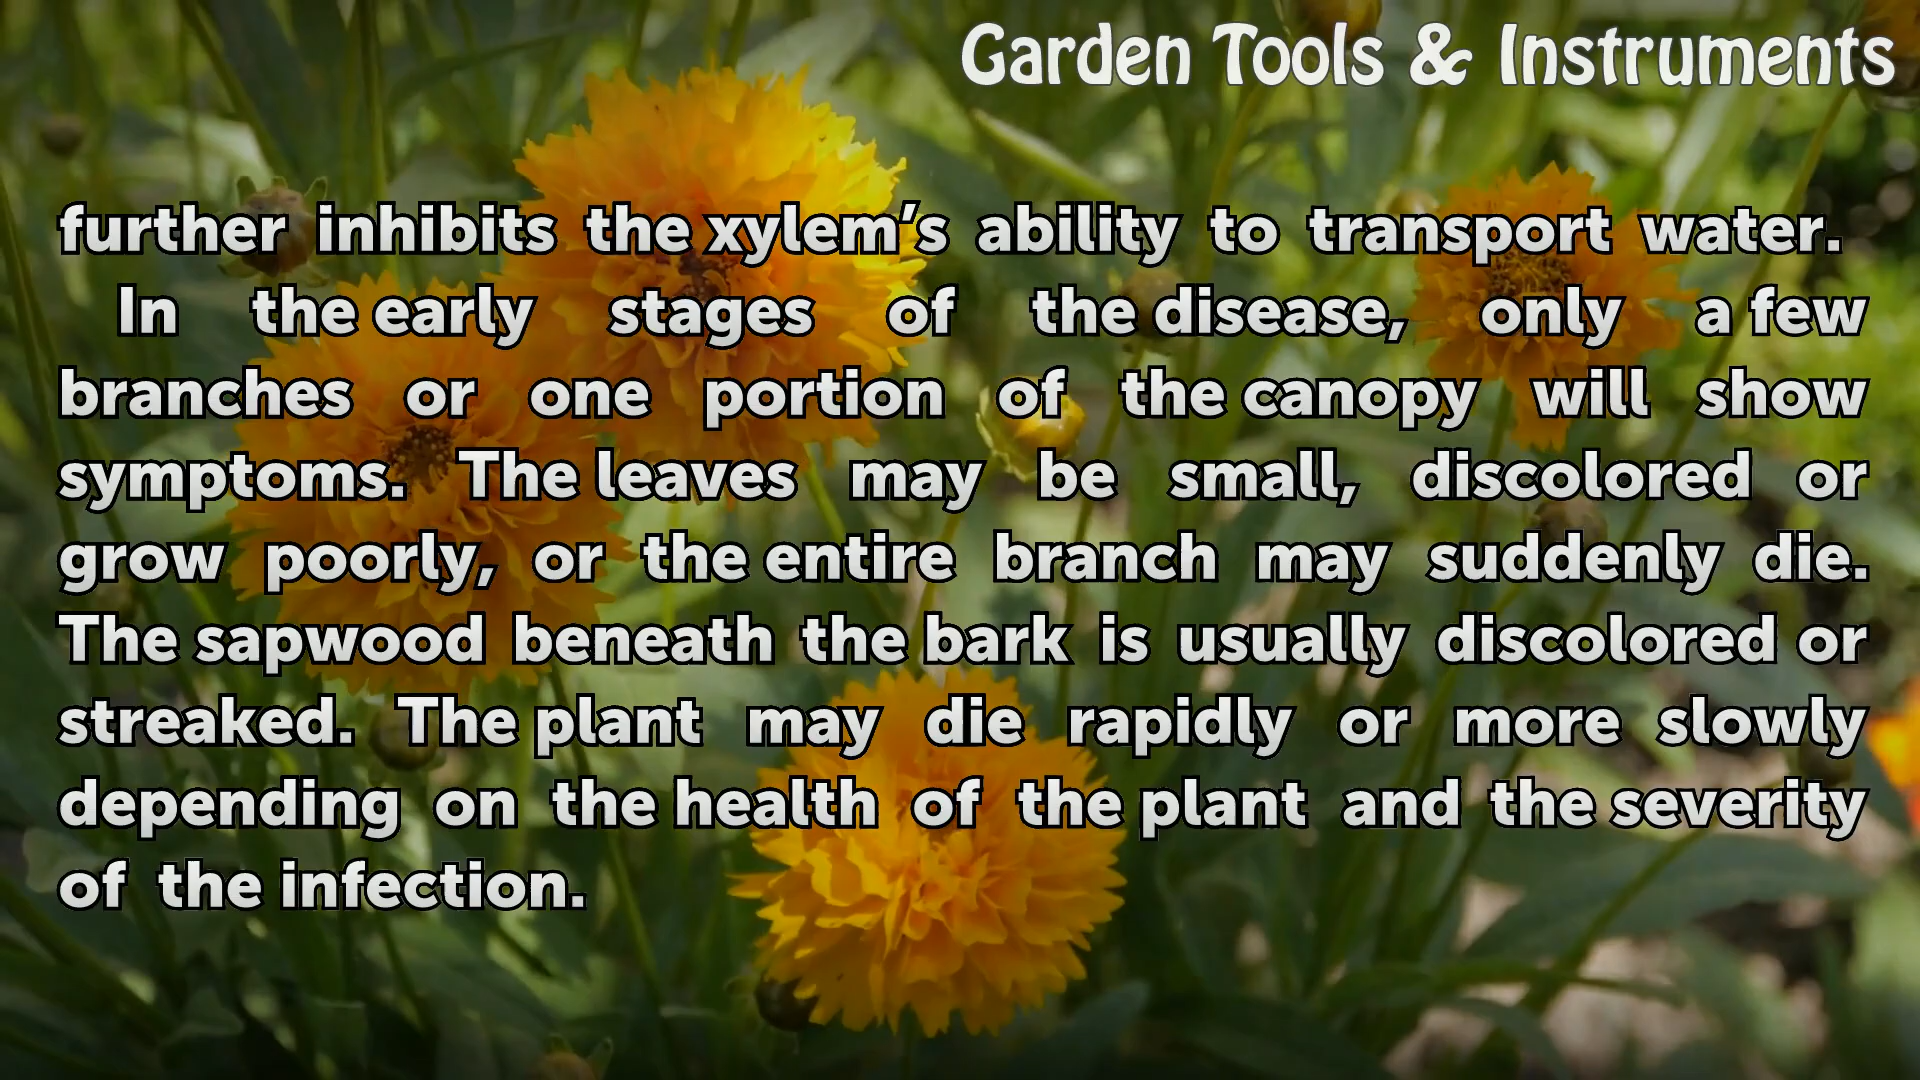 Garden Tools & Instruments
further inhibits the xylem’s ability to transport water.
In the early stages of the disease, only a few
branches or one portion of the canopy will show
symptoms. The leaves may be small, discolored or
grow poorly, or the entire branch may suddenly die.
The sapwood beneath the bark is usually discolored or
streaked. The plant may die rapidly or more slowly
depending on the health of the plant and the severity
of the infection.